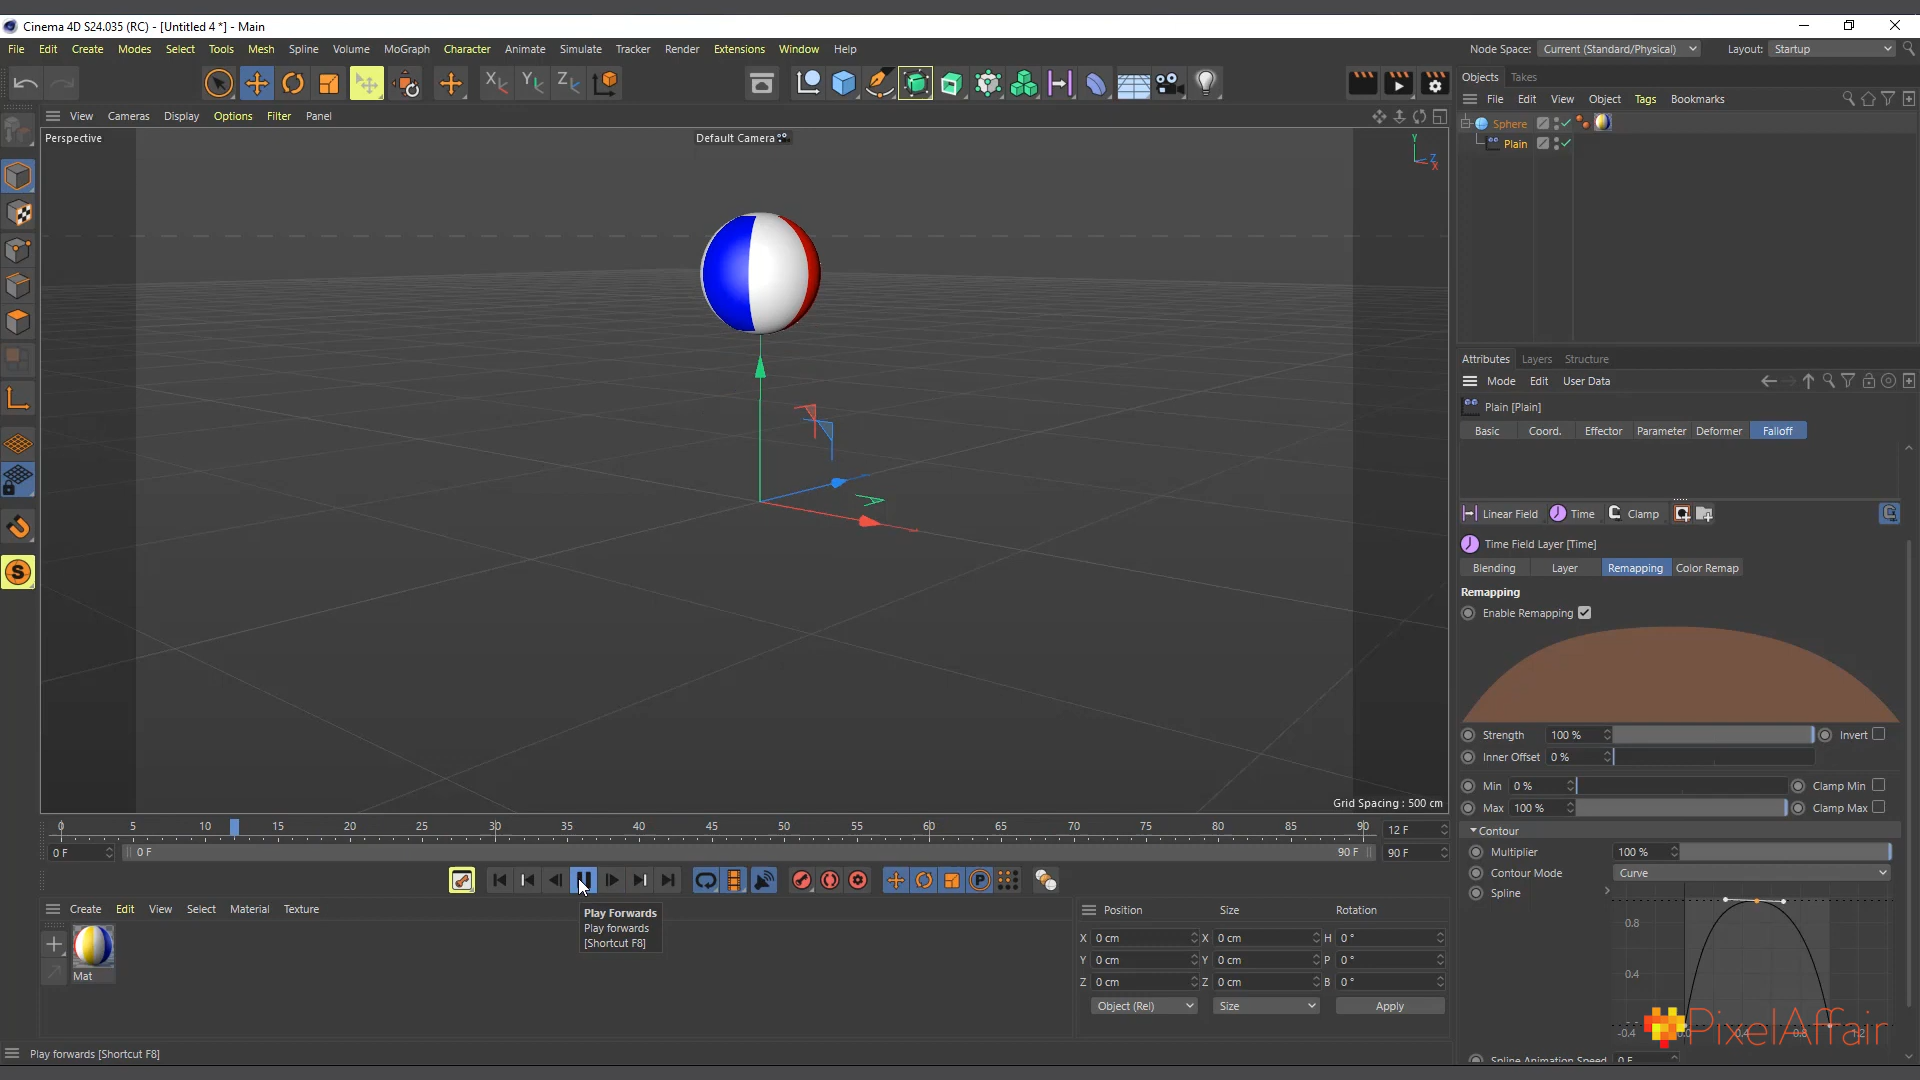 Cinema 4D S24.035 (RC) - [Untitled 4 *] - Main
File Edit Create Modes Select Tools Mesh Spline Volume MoGraph Character Animate Simulate Tracker Render Extensions Window Help
Node Space: Current (Standard/Physical) Layout: Startup
Objects Takes
File Edit View Object Tags Bookmarks
View Cameras Display Options Filter Panel
Perspective
Default Camera
Y
Z
X
Sphere
Plain
Attributes Layers Structure
Mode Edit User Data
Plain [Plain]
Basic Coord. Effector Parameter Deformer Falloff
Linear Field Time Clamp
Time Field Layer [Time]
Blending Layer Remapping Color Remap
Remapping
Enable Remapping
Strength 100 % Invert
Inner Offset 0 %
Min 0 % Clamp Min
Max 100 % Clamp Max
Contour
Multiplier 100 %
Contour Mode Curve
Spline
0.8
0.4
-0.4 0.0 0.4 0.8 1.2
PixelAffair
Spline Animation Speed 0 F
Grid Spacing : 500 cm
0 5 10 15 20 25 30 35 40 45 50 55 60 65 70 75 80 85 90 12 F
0 F 0 F 90 F 90 F
Play Forwards
Play forwards
[Shortcut F8]
Create Edit View Select Material Texture
Mat
Position Size Rotation
X 0 cm X 0 cm H 0 °
Y 0 cm Y 0 cm P 0 °
Z 0 cm Z 0 cm B 0 °
Object (Rel) Size Apply
Play forwards [Shortcut F8]